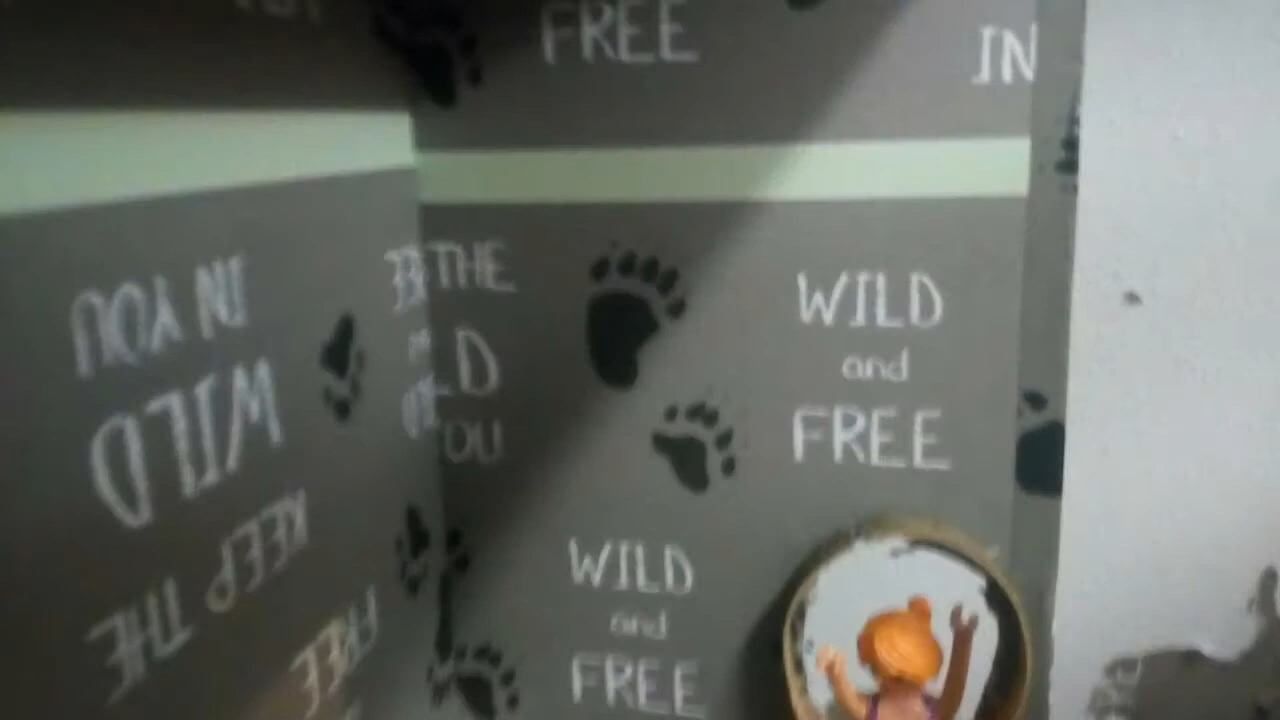 FREE
IN
THE
WILD
and
FREE
IN YOU
WILD
KEEP THE
FREE
WILD
and
FREE